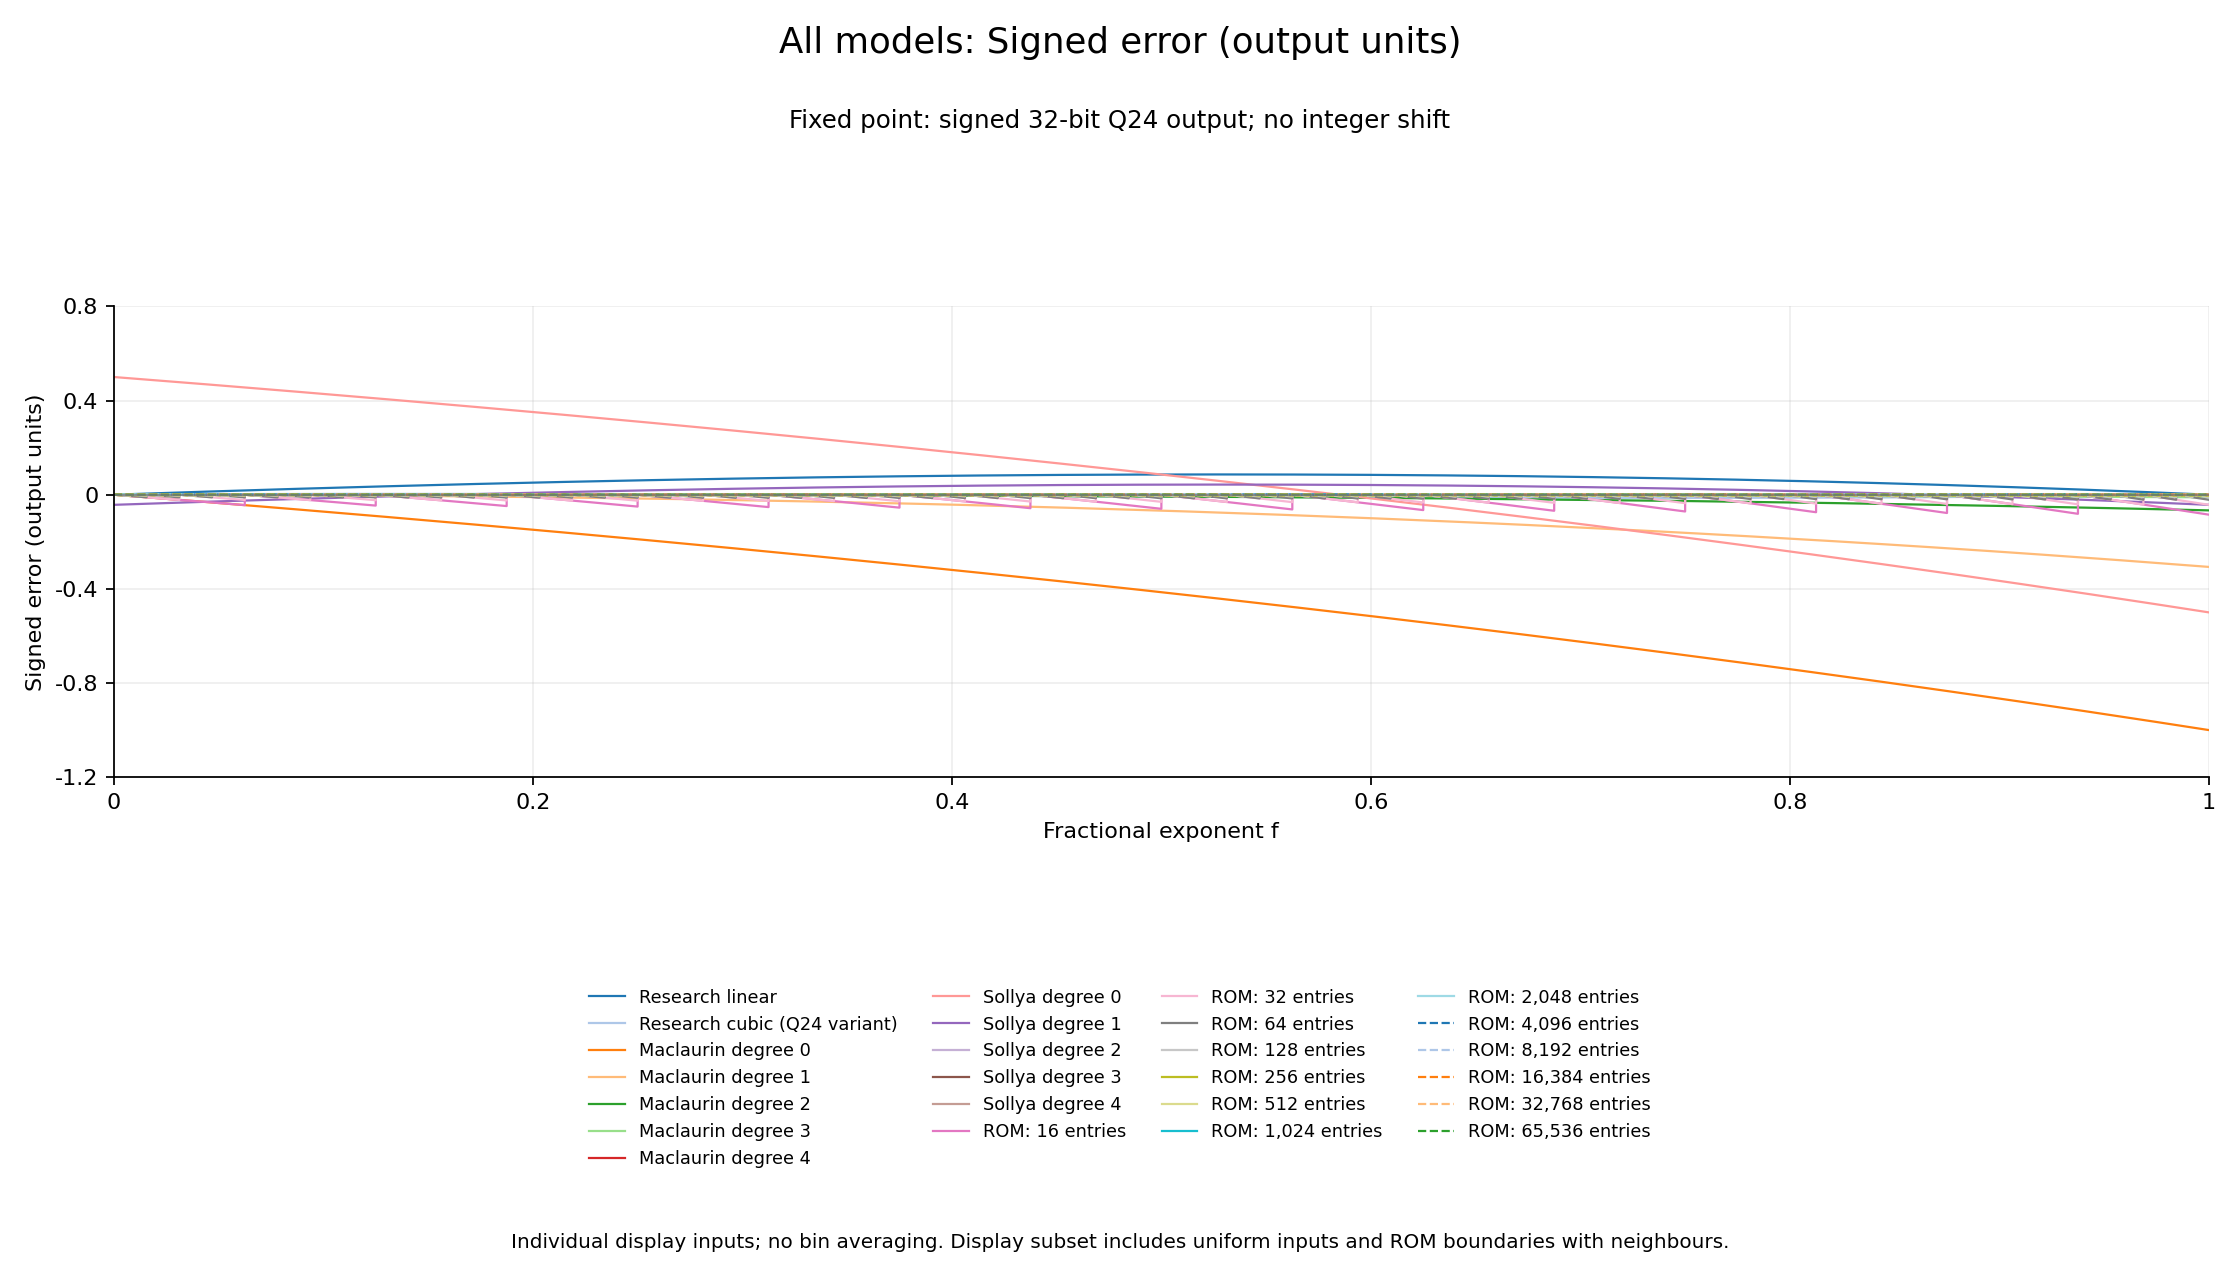 All models: Signed error (output units)
Fixed point: signed 32-bit Q24 output; no integer shift
Signed error (output units)
0.8
0.4
0
-0.4
-0.8
-1.2
0
0.2
0.4
0.6
0.8
1
Fractional exponent f
Research linear
Research cubic (Q24 variant)
Maclaurin degree 0
Maclaurin degree 1
Maclaurin degree 2
Maclaurin degree 3
Maclaurin degree 4
Sollya degree 0
Sollya degree 1
Sollya degree 2
Sollya degree 3
Sollya degree 4
ROM: 16 entries
ROM: 32 entries
ROM: 64 entries
ROM: 128 entries
ROM: 256 entries
ROM: 512 entries
ROM: 1,024 entries
ROM: 2,048 entries
ROM: 4,096 entries
ROM: 8,192 entries
ROM: 16,384 entries
ROM: 32,768 entries
ROM: 65,536 entries
Individual display inputs; no bin averaging. Display subset includes uniform inputs and ROM boundaries with neighbours.